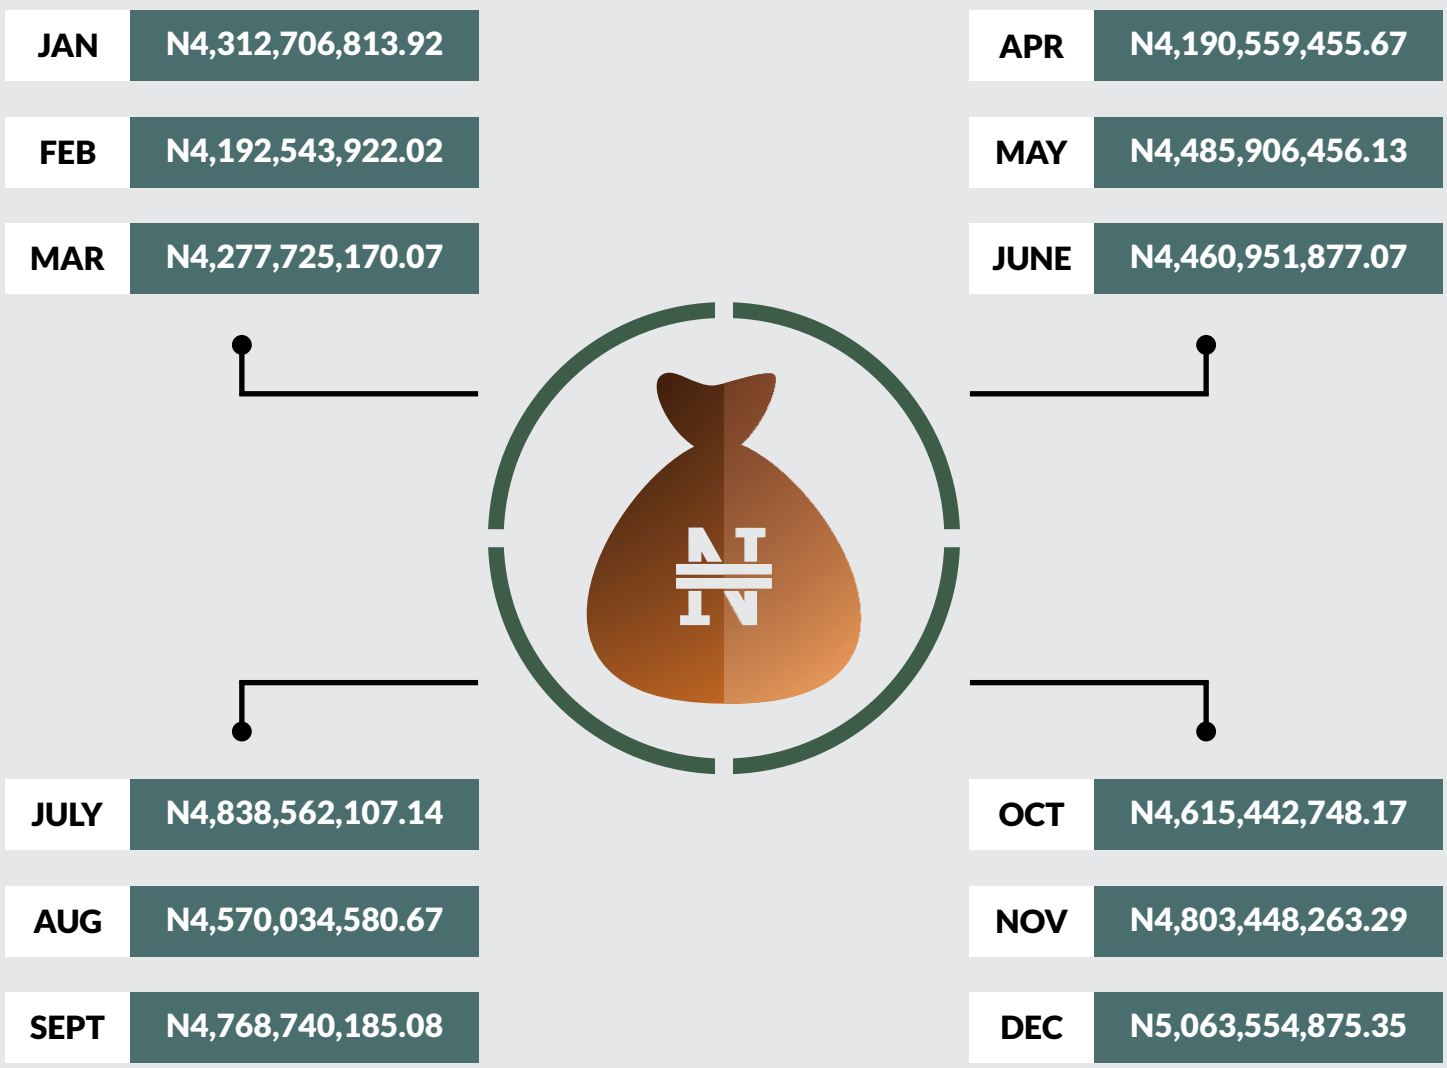 JAN N4,312,706,813.92
FEB N4,192,543,922.02
MAR N4,277,725,170.07
APR N4,190,559,455.67
MAY N4,485,906,456.13
JUNE N4,460,951,877.07
JULY N4,838,562,107.14
AUG N4,570,034,580.67
SEPT N4,768,740,185.08
OCT N4,615,442,748.17
NOV N4,803,448,263.29
DEC N5,063,554,875.35